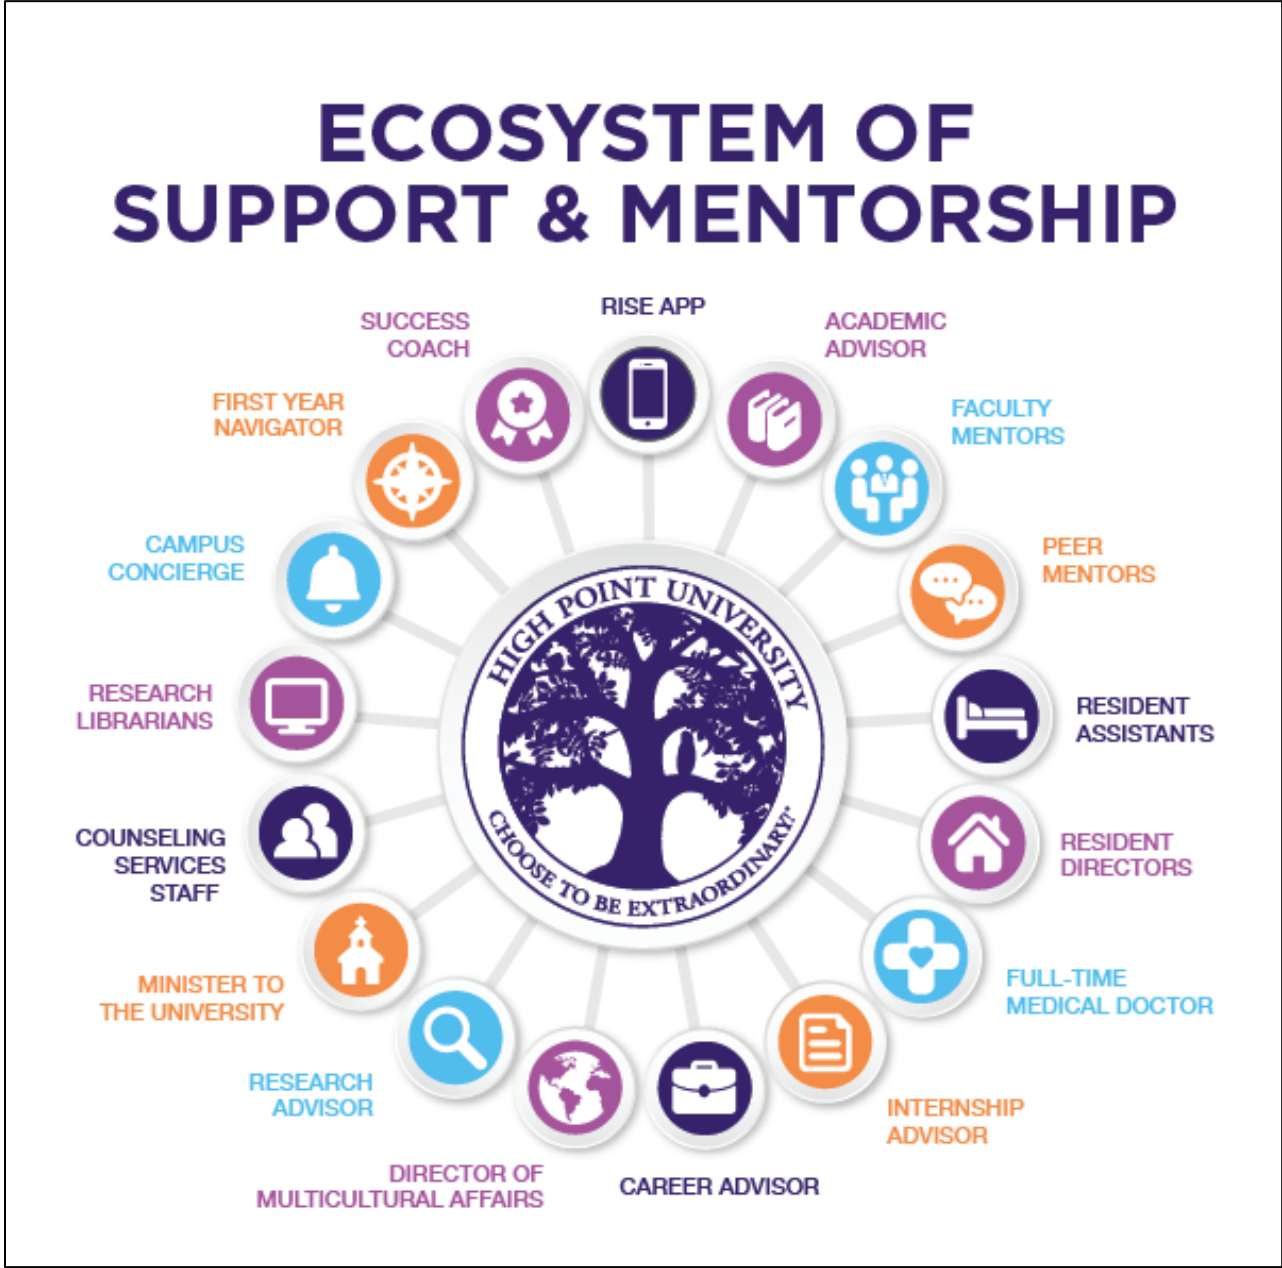 ECOSYSTEM OF
SUPPORT & MENTORSHIP
RISE APP
ACADEMIC
ADVISOR
FACULTY
MENTORS
PEER
MENTORS
RESIDENT
ASSISTANTS
RESIDENT
DIRECTORS
FULL-TIME
MEDICAL DOCTOR
INTERNSHIP
ADVISOR
CAREER ADVISOR
DIRECTOR OF
MULTICULTURAL AFFAIRS
RESEARCH
ADVISOR
MINISTER TO
THE UNIVERSITY
COUNSELING
SERVICES
STAFF
RESEARCH
LIBRARIANS
CAMPUS
CONCIERGE
FIRST YEAR
NAVIGATOR
SUCCESS
COACH
HIGH POINT UNIVERSITY
CHOOSE TO BE EXTRAORDINARY!